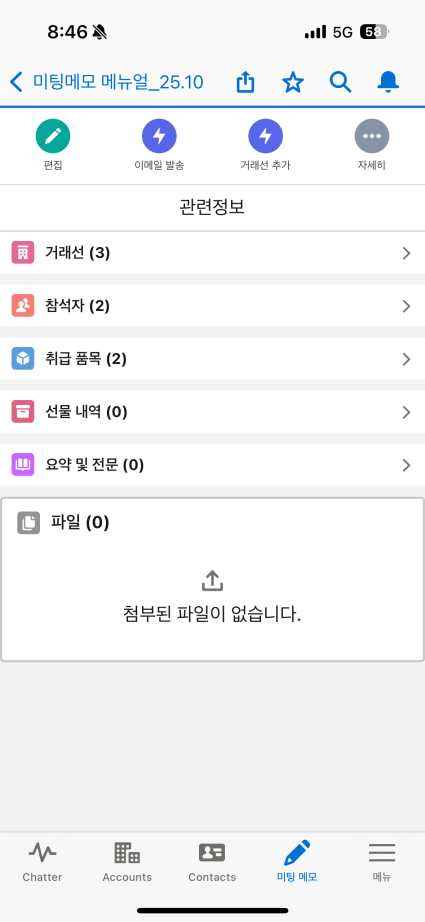 8:46
5G
58
미팅메모 메뉴얼_25.10
편집
이메일 발송
거래선 추가
자세히
관련정보
거래선 (3)
참석자 (2)
취급 품목 (2)
선물 내역 (0)
요약 및 전문 (0)
파일 (0)
첨부된 파일이 없습니다.
Chatter
Accounts
Contacts
미팅 메모
메뉴